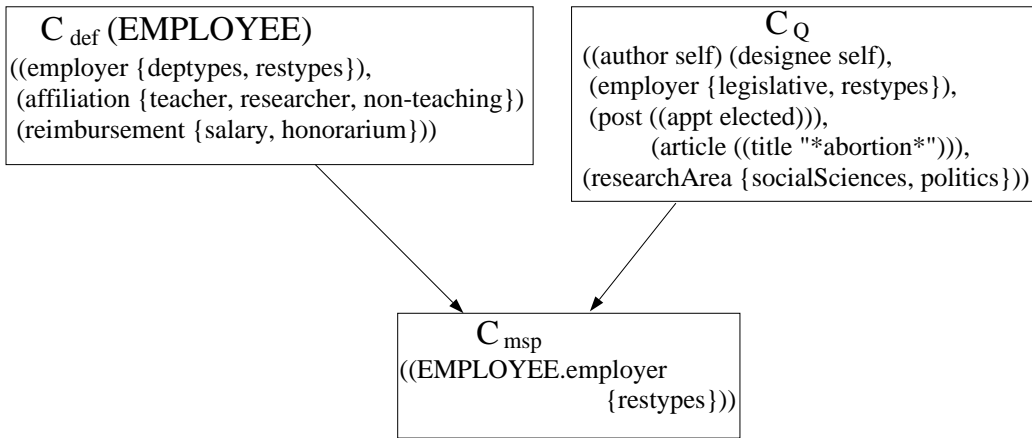 C def (EMPLOYEE)
((employer {deptypes, restypes}),
(affiliation {teacher, researcher, non-teaching})
(reimbursement {salary, honorarium}))
C Q
((author self) (designee self),
(employer {legislative, restypes}),
(post ((appt elected))),
(article ((title "*abortion*"))),
(researchArea {socialSciences, politics}))
C msp
((EMPLOYEE.employer
{restypes}))